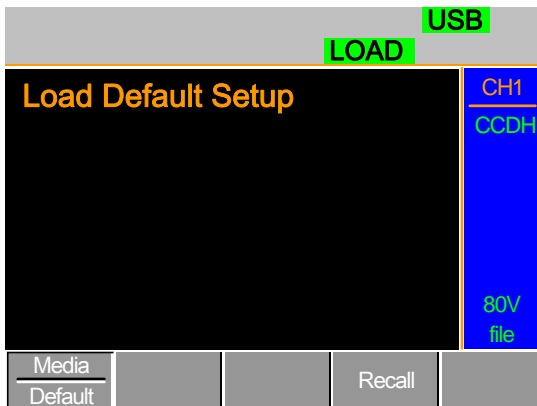 USB
LOAD
Load Default Setup
CH1
CCDH
80V
file
Media
Default
Recall